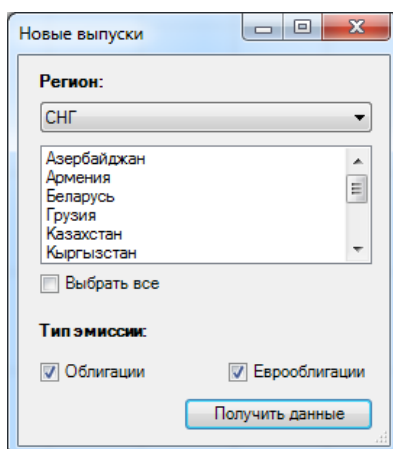 Новые выпуски
Регион:
СНГ
Азербайджан
Армения
Беларусь
Грузия
Казахстан
Кыргызстан
Выбрать все
Тип эмиссии:
Облигации Еврооблигации
Получить данные